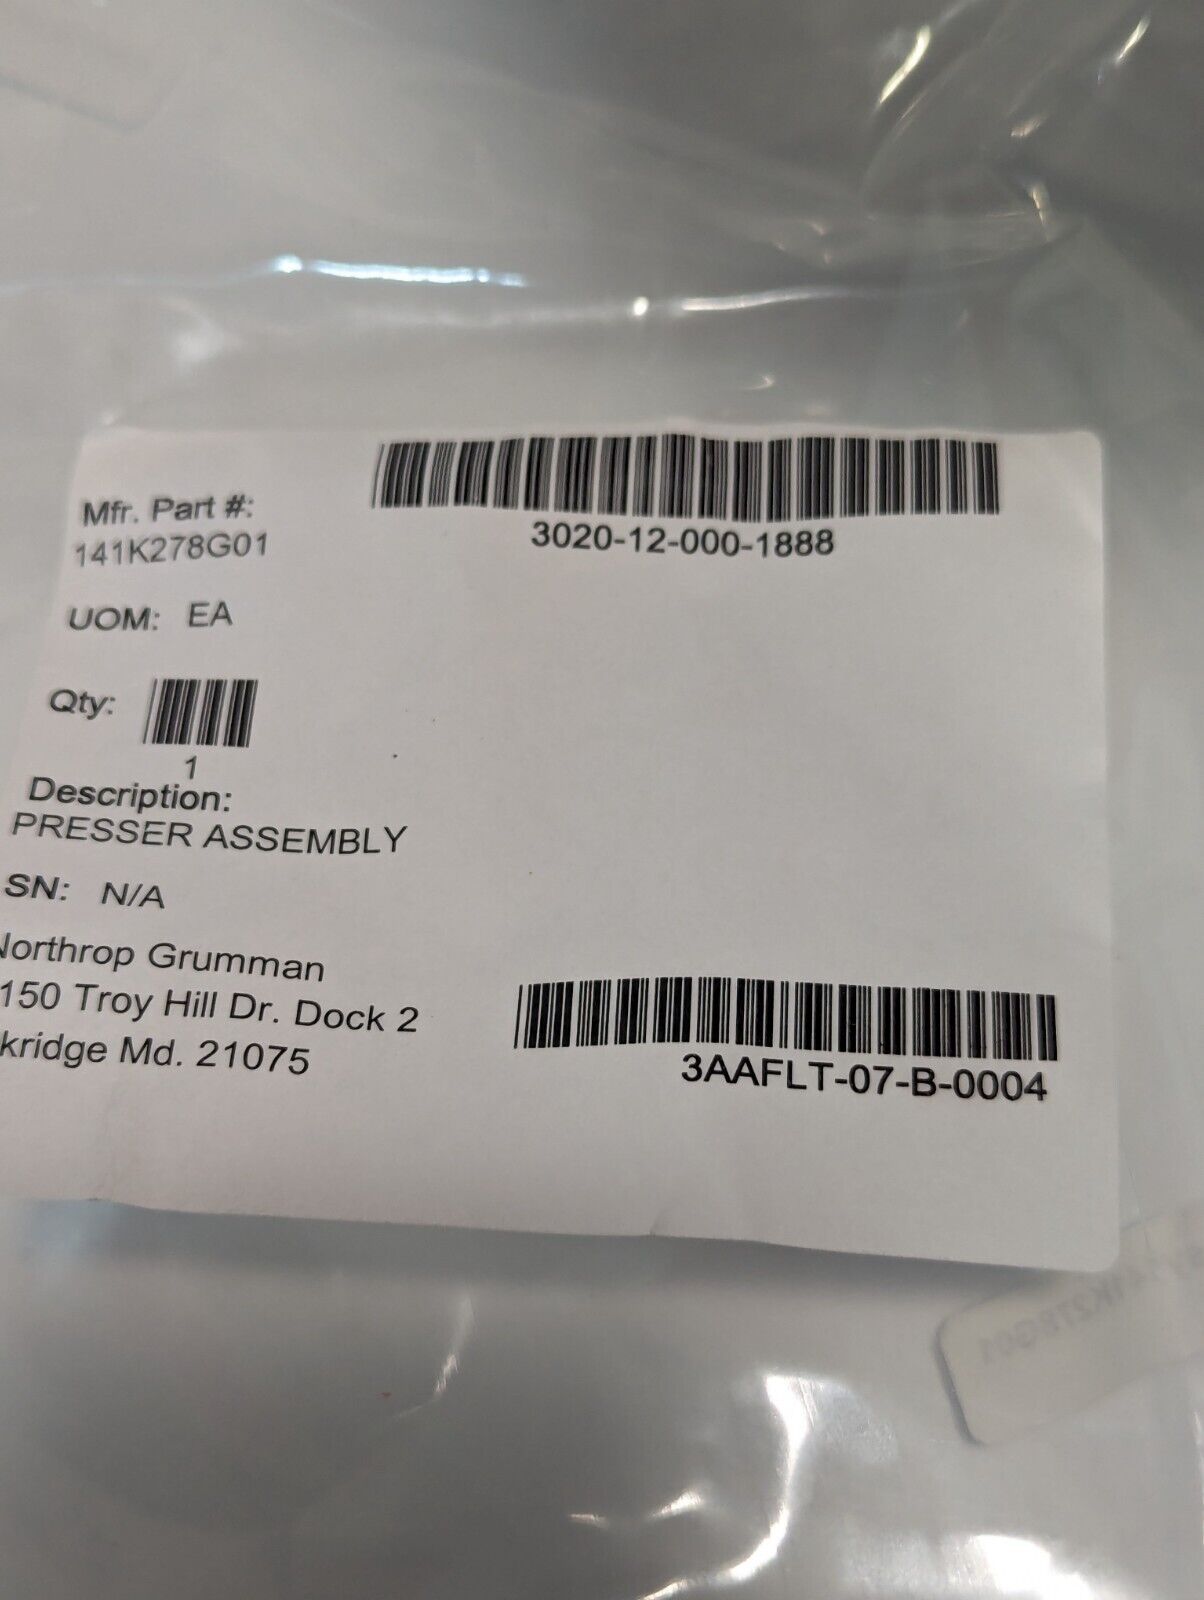 Mfr. Part #:
141K278G01
3020-12-000-1888
UOM: EA
Qty:
1
Description:
PRESSER ASSEMBLY
SN: N/A
Northrop Grumman
150 Troy Hill Dr. Dock 2
kridge Md. 21075
3AAFLT-07-B-0004
141K278G01